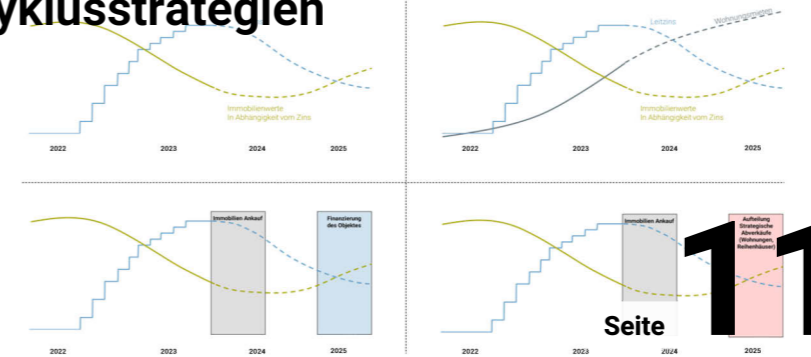 yklusstrategien
Immobilienwerte
in Abhängigkeit vom Zins
2022 2023 2024 2025
Leitzins
Wohnungsmieten
Immobilienwerte
in Abhängigkeit vom Zins
2022 2023 2024 2025
Immobilien Ankauf
Finanzierung
des Objektes
2022 2023 2024 2025
Immobilien Ankauf
Aufteilung
Strategische
Abverkäufe
(Wohnungen,
Reihenhäuser)
2022 2023 2024 2025
Seite 11